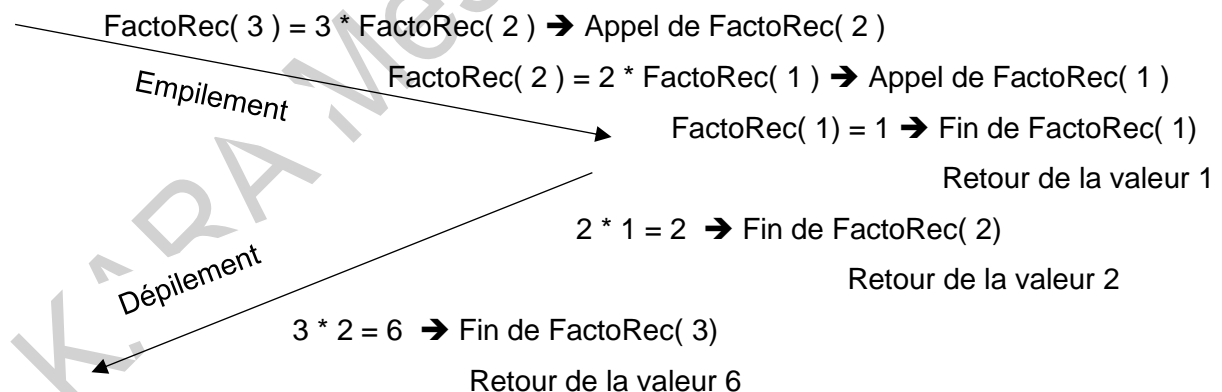 FactoRec( 3 ) = 3 * FactoRec( 2 ) ➔ Appel de FactoRec( 2 )
Empilement
FactoRec( 2 ) = 2 * FactoRec( 1 ) ➔ Appel de FactoRec( 1 )
FactoRec( 1) = 1 ➔ Fin de FactoRec( 1)
Retour de la valeur 1
2 * 1 = 2 ➔ Fin de FactoRec( 2)
Dépilement
Retour de la valeur 2
3 * 2 = 6 ➔ Fin de FactoRec( 3)
Retour de la valeur 6
KARA Mes